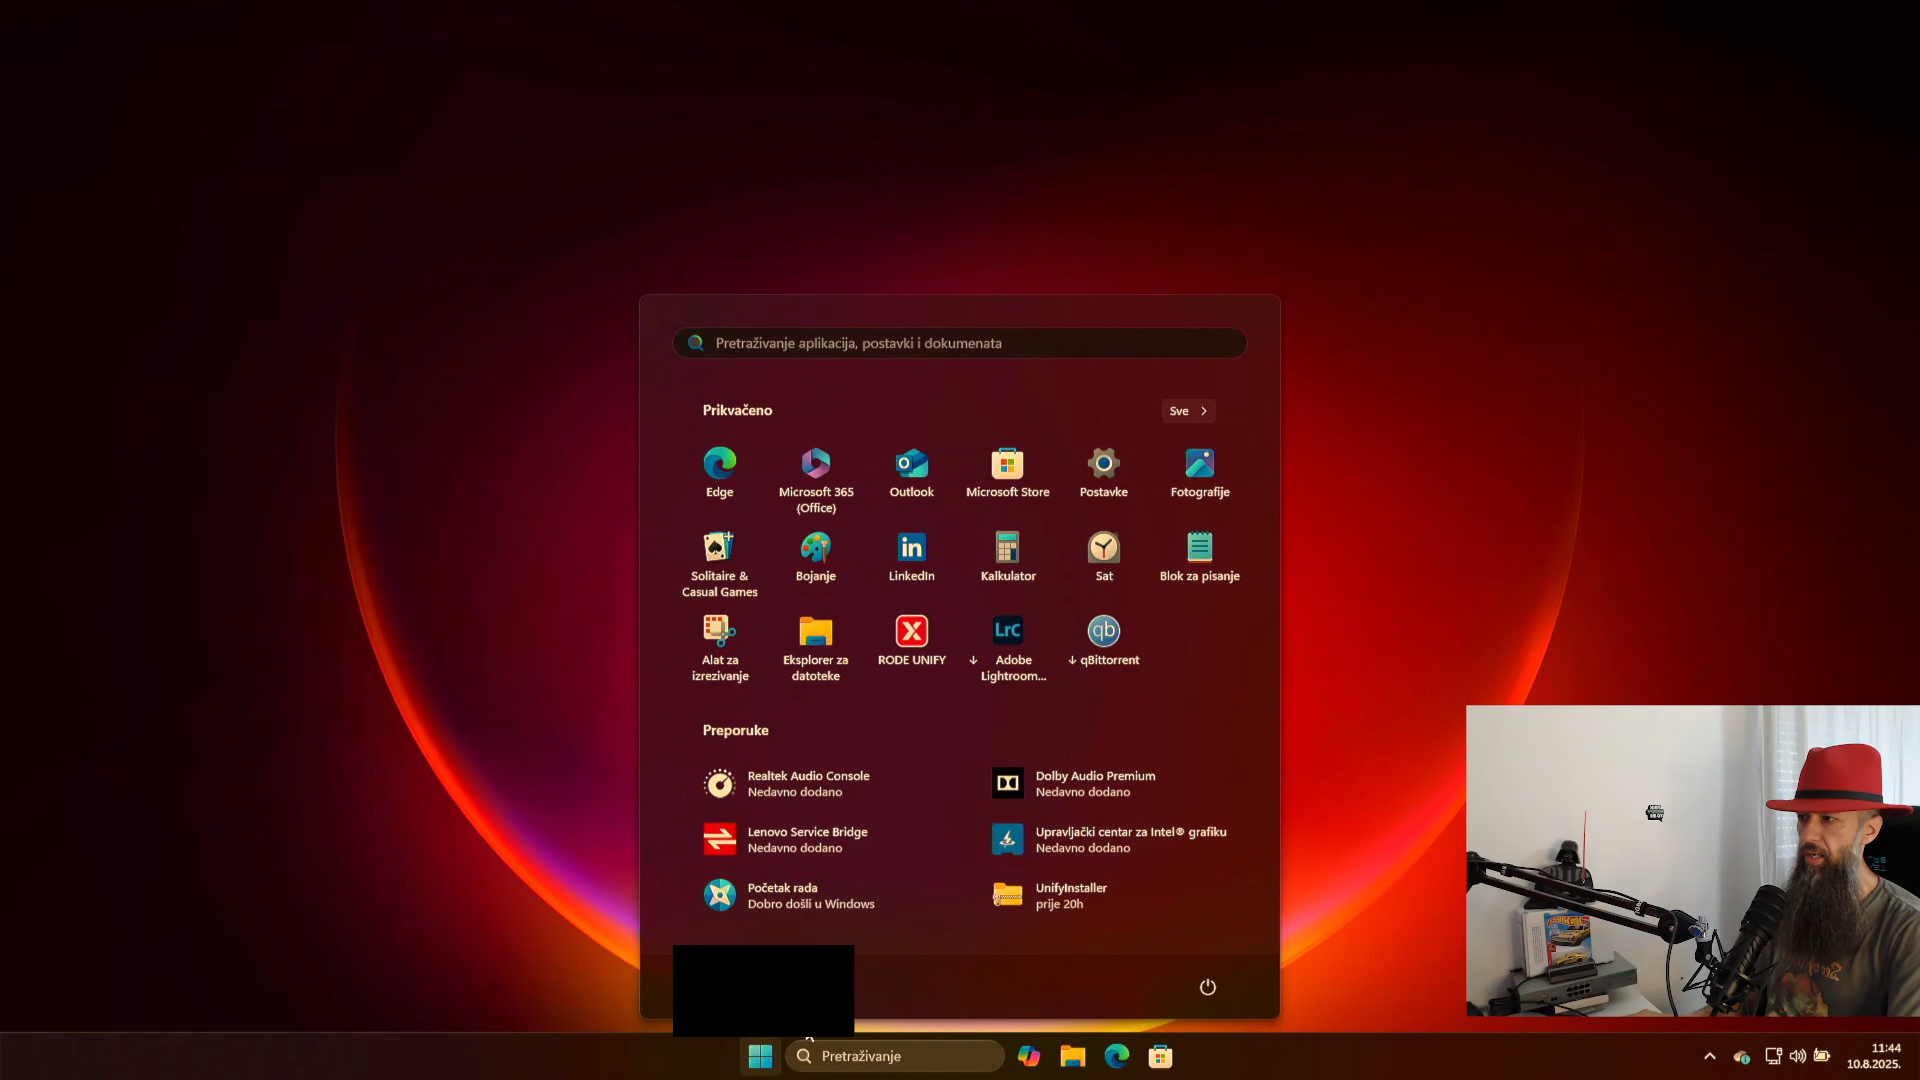 Pretraživanje aplikacija, postavki i dokumenata
Prikvačeno
Sve
Edge
Microsoft 365
(Office)
Outlook
Microsoft Store
Postavke
Fotografije
Solitaire &
Casual Games
Bojanje
in
LinkedIn
Kalkulator
Sat
Blok za pisanje
Alat za
izrezivanje
Eksplorer za
datoteke
RODE UNIFY
LrC
Adobe
Lightroom...
qb
qBittorrent
Preporuke
Realtek Audio Console
Nedavno dodano
Dolby Audio Premium
Nedavno dodano
Lenovo Service Bridge
Nedavno dodano
Upravljački centar za Intel® grafiku
Nedavno dodano
Početak rada
Dobro došli u Windows
UnifyInstaller
prije 20h
Pretraživanje
11:44
10.8.2025.